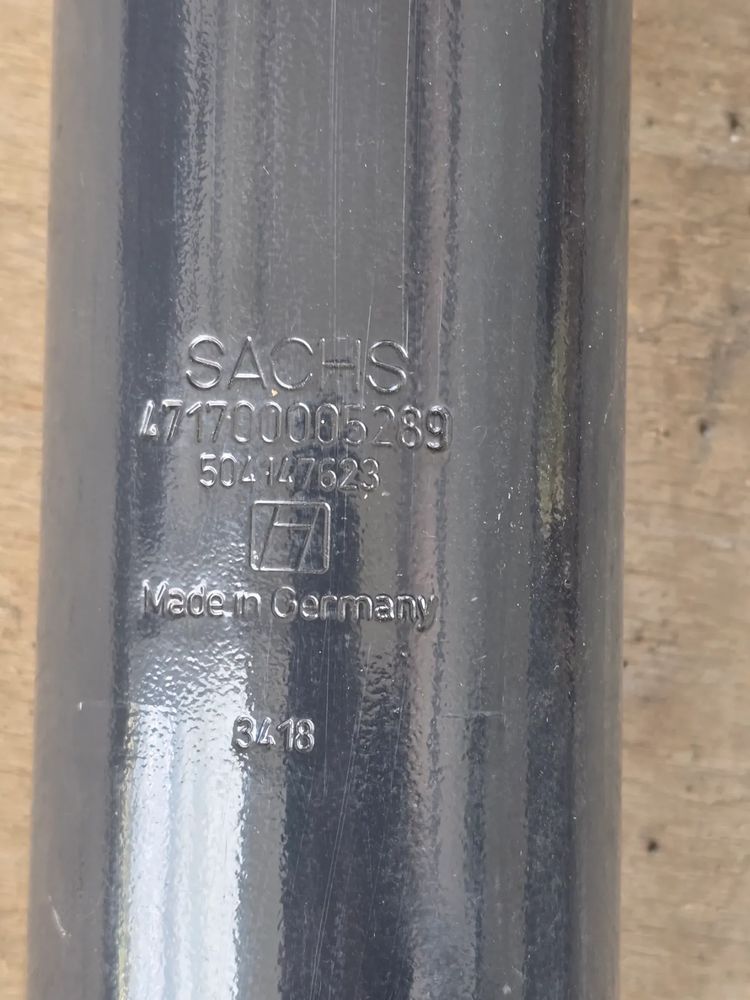 SACHS
471700005289
504147623
Made in Germany
3418